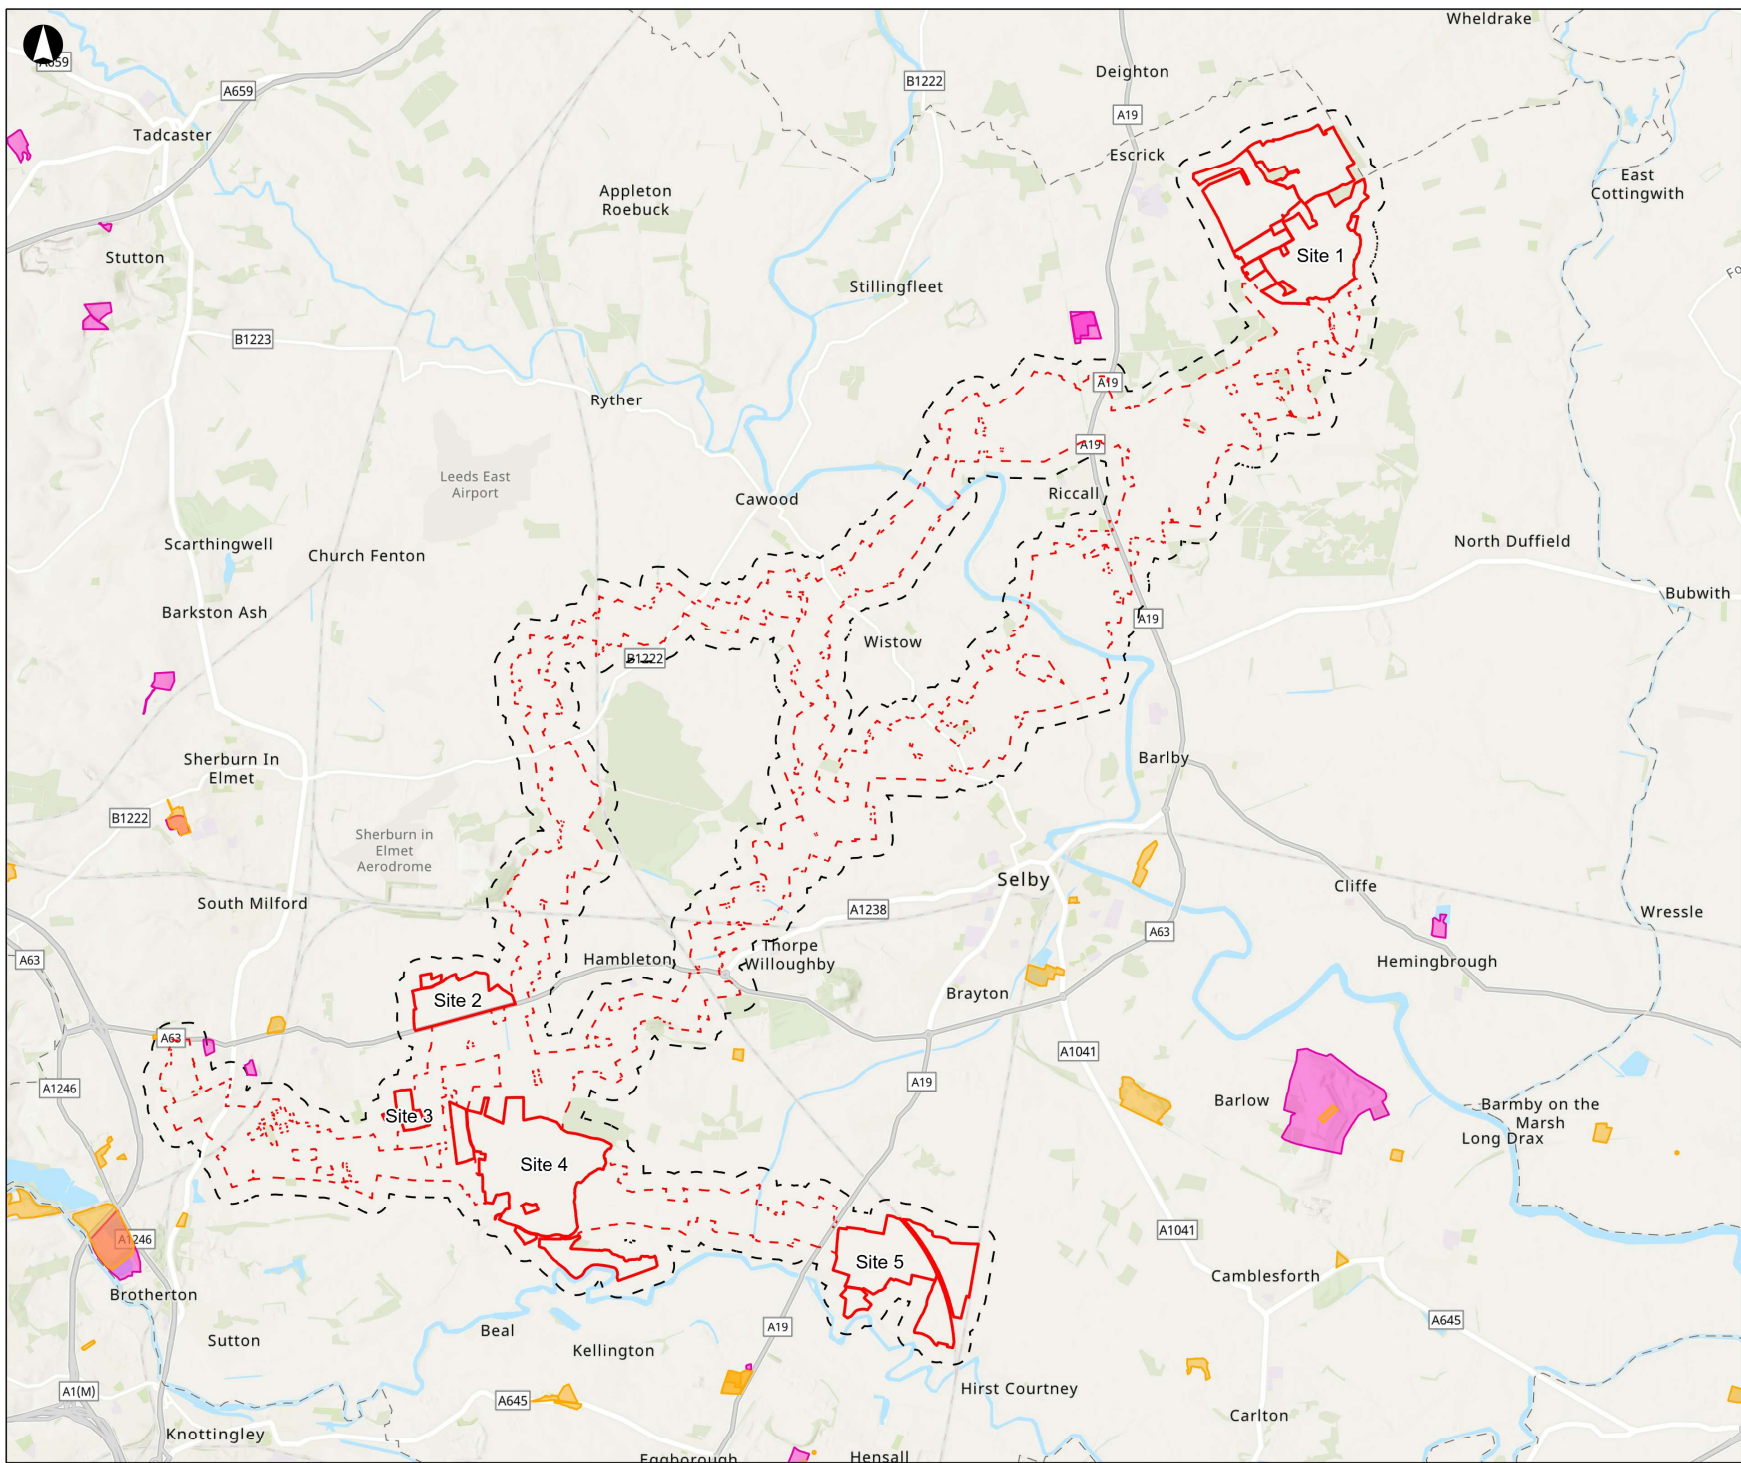 Wheldrake
A659
Deighton
B1222
A659
A19
Tadcaster
Escrick
East
Cottingwith
Appleton
Roebuck
Stutton
Site 1
Stillingfleet
B1223
A19
Ryther
A19
Leeds East
Airport
Riccall
Cawood
Scarthingwell
Church Fenton
North Duffield
Bubwith
Barkston Ash
A19
Wistow
B1222
Barlby
Sherburn In
Elmet
B1222
Sherburn in
Elmet
Aerodrome
Selby
Cliffe
South Milford
A1238
Wressle
A63
A63
Hambleton
Thorpe
Willoughby
Hemingbrough
Brayton
Site 2
A63
A1041
A1246
A19
Barlow
Barmby on the
Marsh
Site 3
Long Drax
Site 4
A1041
A1246
Site 5
Camblesforth
Brotherton
A645
A19
Beal
Sutton
Kellington
Hirst Courtney
A1(M)
A645
Carlton
Knottingley
Eggborough
Hensall